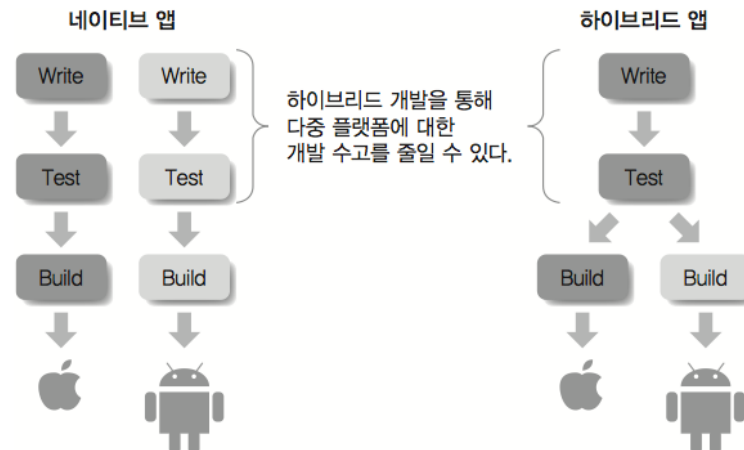 네이티브 앱
하이브리드 앱
Write
Write
Write
하이브리드 개발을 통해
다중 플랫폼에 대한
개발 수고를 줄일 수 있다.
Test
Test
Test
Build
Build
Build
Build